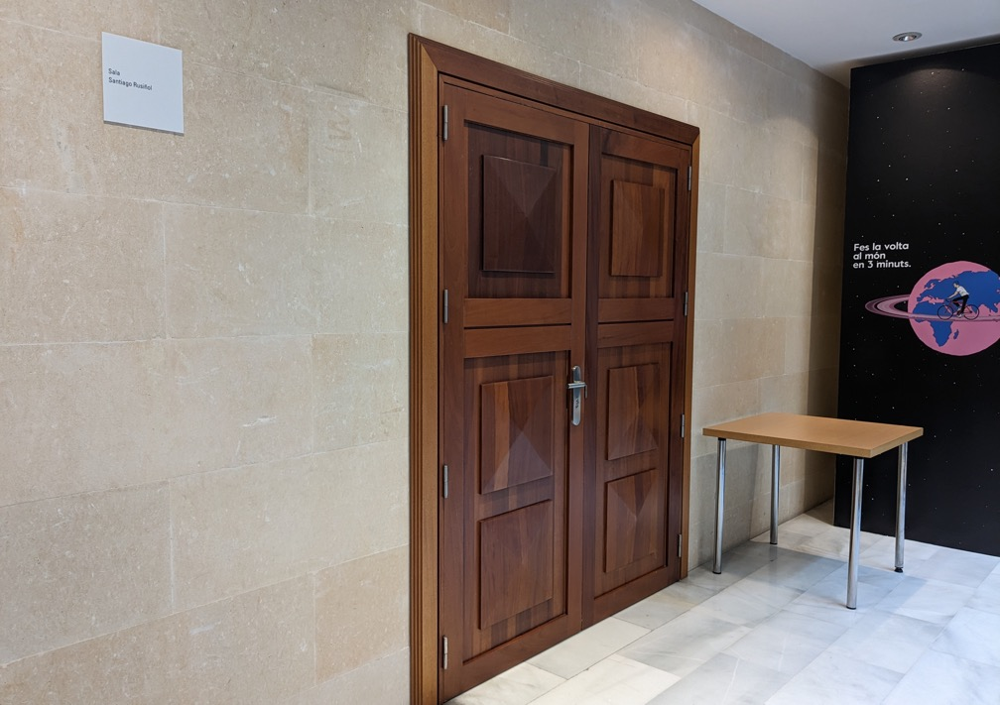 Sala
Santiago Rusiñol
Fes la volta
al món
en 3 minuts.